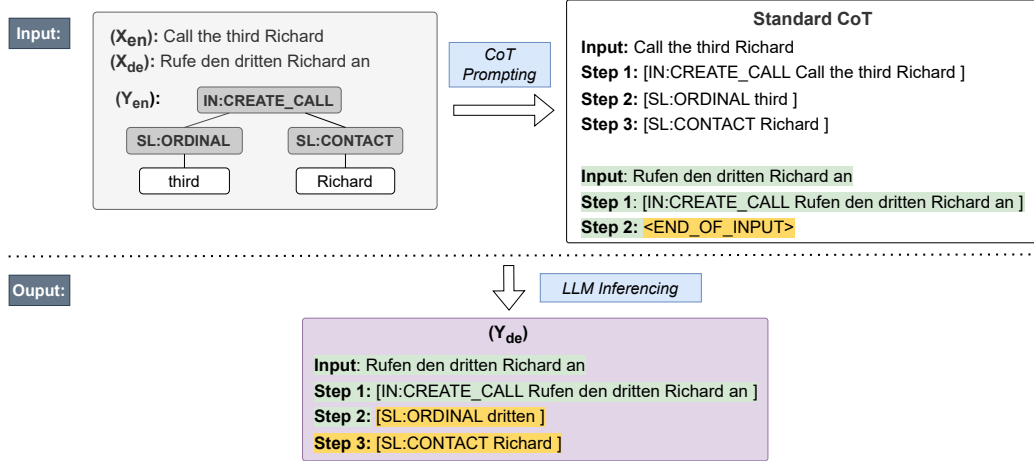 Input:
(Xen): Call the third Richard
(Xde): Rufe den dritten Richard an
(Yen):
IN:CREATE_CALL
SL:ORDINAL
SL:CONTACT
third
Richard
CoT
Prompting
Standard CoT
Input: Call the third Richard
Step 1: [IN:CREATE_CALL Call the third Richard ]
Step 2: [SL:ORDINAL third ]
Step 3: [SL:CONTACT Richard ]
Input: Rufen den dritten Richard an
Step 1: [IN:CREATE_CALL Rufen den dritten Richard an ]
Step 2: <END_OF_INPUT>
Ouput:
LLM Inferencing
(Yde)
Input: Rufen den dritten Richard an
Step 1: [IN:CREATE_CALL Rufen den dritten Richard an ]
Step 2: [SL:ORDINAL dritten ]
Step 3: [SL:CONTACT Richard ]